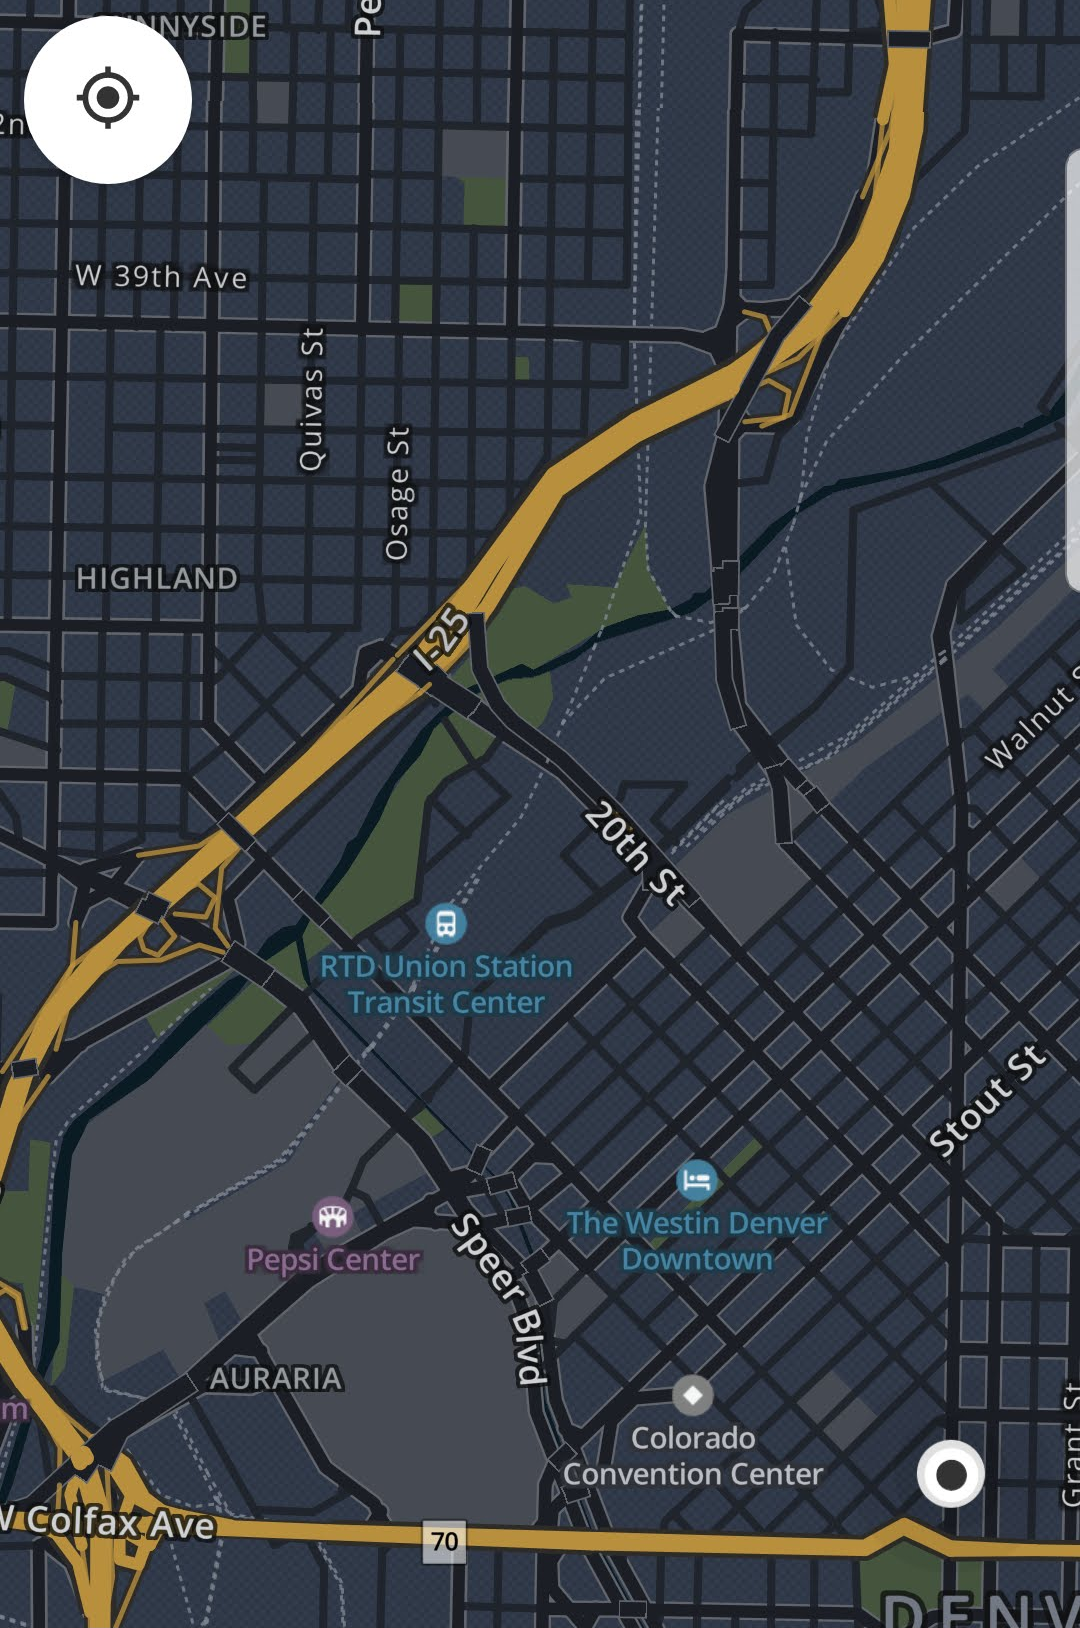 W 39th Ave
Quivas St
Osage St
HIGHLAND
I-25
Walnut
20th St
RTD Union Station
Transit Center
Stout St
The Westin Denver
Downtown
Pepsi Center
Speer Blvd
AURARIA
Colorado
Convention Center
Grant St
W Colfax Ave
70